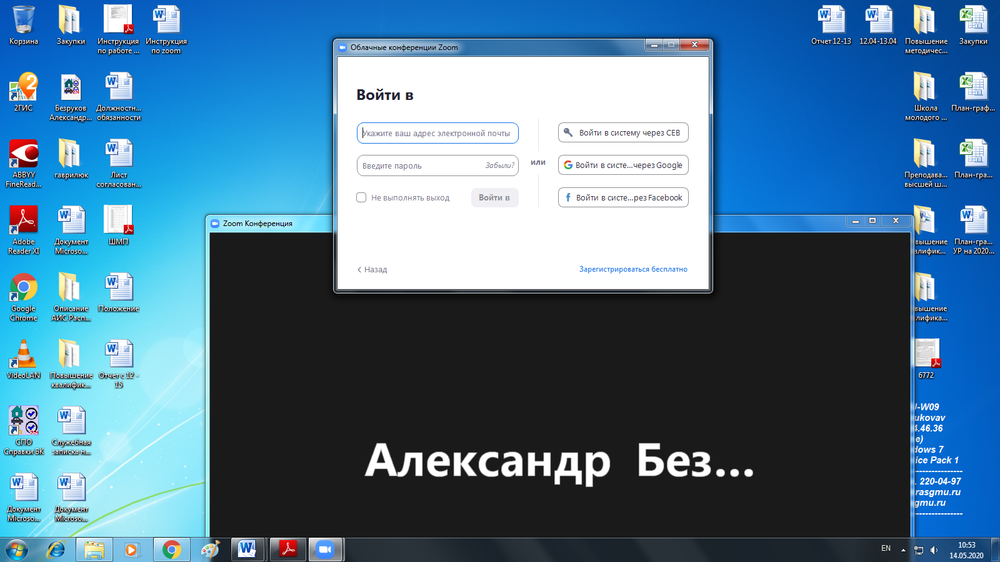 Корзина
Закупки
Инструкция
по работе ...
Инструкция
по zoom
2ГИС
Безруков
Александр...
Должностн...
обязанности
ABBYY
FineRead...
гаврилюк
Лист
согласован...
Adobe
Reader XI
Документ
Microso...
ШМП
Google
Chrome
Описание
АИС Расп...
Положение
VideoLAN
Повышение
квалифик...
Отчет с 12 -
15
СПО
Справки БК
Служебная
записка н...
Документ
Microso...
Документ
Microso...
Облачные конференции Zoom
Войти в
Укажите ваш адрес электронной почты
Введите пароль
Забыли?
Не выполнять выход
Войти в
или
Войти в систему через СЕВ
Войти в систе...через Google
Войти в систе...рез Facebook
Назад
Зарегистрироваться бесплатно
Zoom Конференция
Александр Без...
Отчет 12-13
12.04-13.04
Повышение
методичес...
Закупки
Школа
молодого ...
План-граф...
Преподава...
высшей ш...
План-гра...
вышение
алифик...
План-гра...
УР на 2020...
вышение
лифика...
6772
-W09
ukovav
.46.36
e)
dows 7
ice Pack 1
----------------
. 220-04-97
rasgmu.ru
gmu.ru
----------------
EN
10:53
14.05.2020